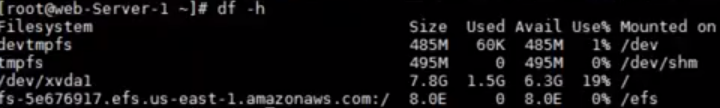 [root@web-Server-1 ~]# df -h
Filesystem Size Used Avail Use% Mounted on
devtmpfs 485M 60K 485M 1% /dev
tmpfs 495M 0 495M 0% /dev/shm
/dev/xvda1 7.8G 1.5G 6.3G 19% /
fs-5e676917.efs.us-east-1.amazonaws.com:/ 8.0E 0 8.0E 0% /efs